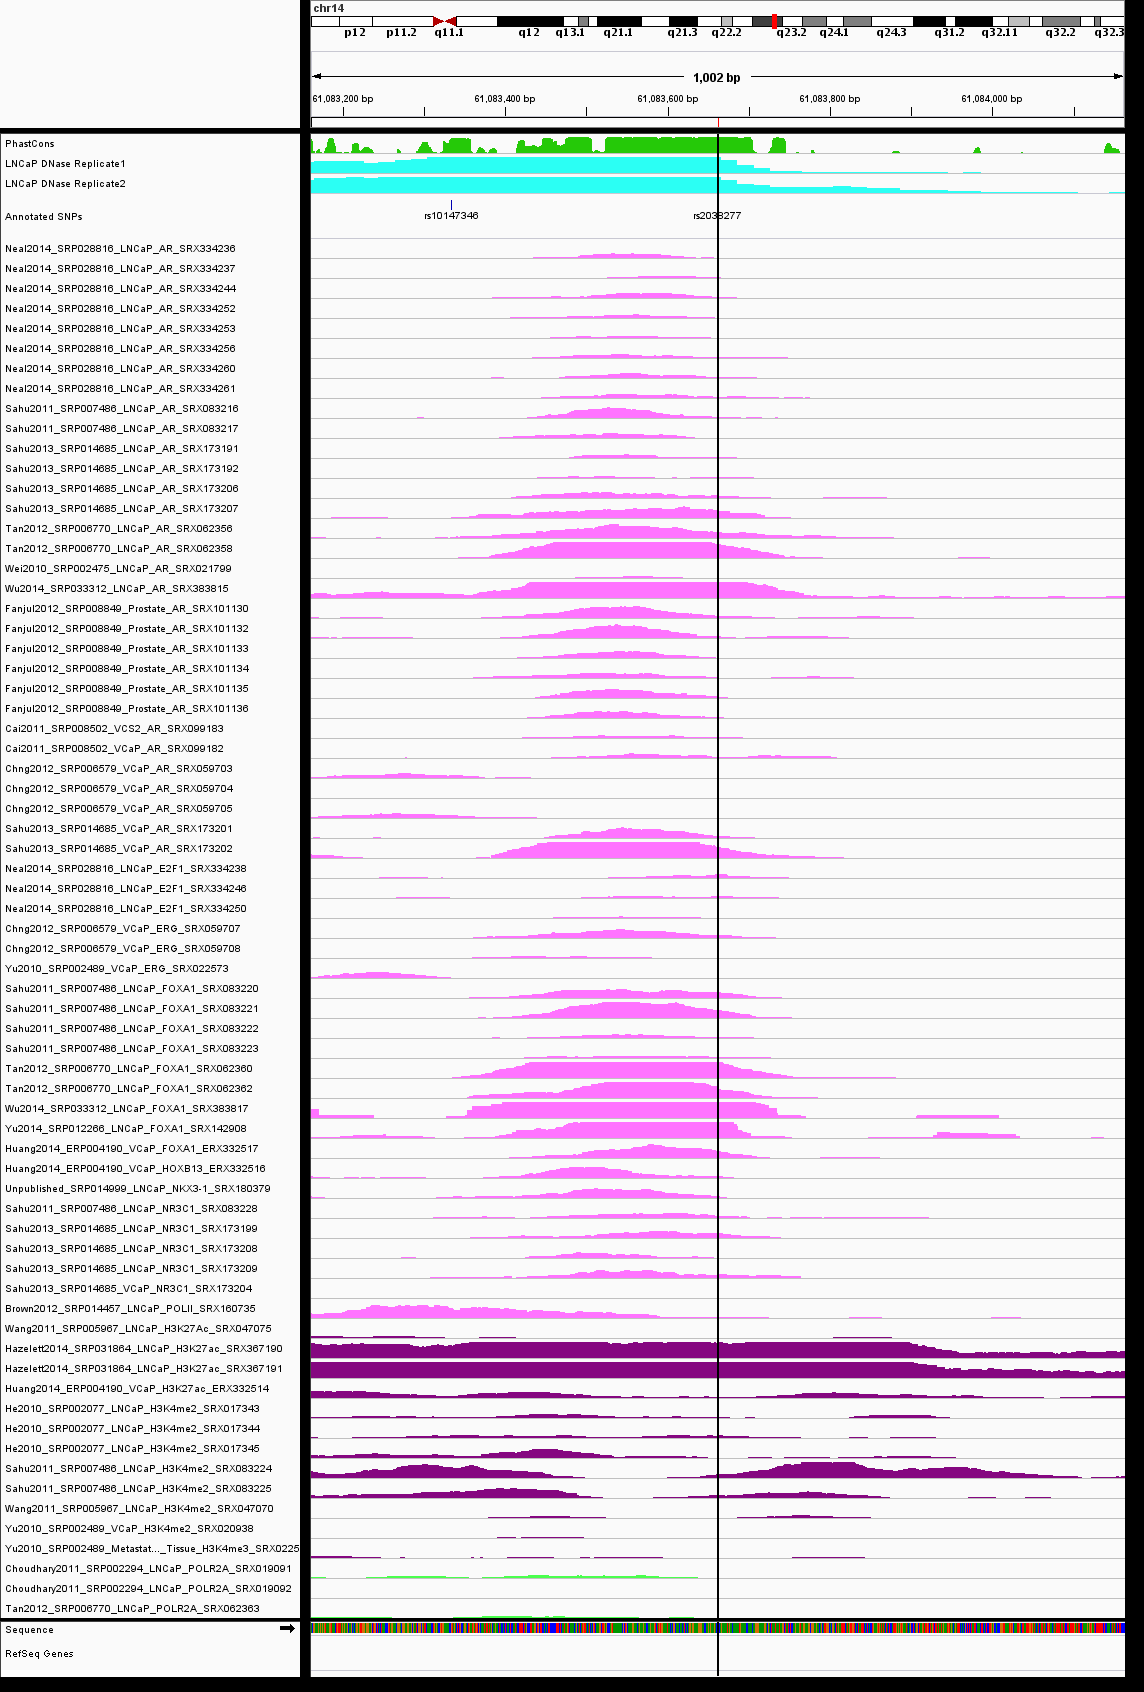 chr14
p12 p11.2 q11.1 q12 q13.1 q21.1 q21.3 q22.2 q23.2 q24.1 q24.3 q31.2 q32.11 q32.2 q32.3
1,002 bp
61,083,200 bp 61,083,400 bp 61,083,600 bp 61,083,800 bp 61,084,000 bp
PhastCons
LNCaP DNase Replicate1
LNCaP DNase Replicate2
Annotated SNPs rs10147346 rs2038277
Neal2014_SRP028816_LNCaP_AR_SRX334236
Neal2014_SRP028816_LNCaP_AR_SRX334237
Neal2014_SRP028816_LNCaP_AR_SRX334244
Neal2014_SRP028816_LNCaP_AR_SRX334252
Neal2014_SRP028816_LNCaP_AR_SRX334253
Neal2014_SRP028816_LNCaP_AR_SRX334256
Neal2014_SRP028816_LNCaP_AR_SRX334260
Neal2014_SRP028816_LNCaP_AR_SRX334261
Sahu2011_SRP007486_LNCaP_AR_SRX083216
Sahu2011_SRP007486_LNCaP_AR_SRX083217
Sahu2013_SRP014685_LNCaP_AR_SRX173191
Sahu2013_SRP014685_LNCaP_AR_SRX173192
Sahu2013_SRP014685_LNCaP_AR_SRX173206
Sahu2013_SRP014685_LNCaP_AR_SRX173207
Tan2012_SRP006770_LNCaP_AR_SRX062356
Tan2012_SRP006770_LNCaP_AR_SRX062358
Wei2010_SRP002475_LNCaP_AR_SRX021799
Wu2014_SRP033312_LNCaP_AR_SRX383815
Fanjul2012_SRP008849_Prostate_AR_SRX101130
Fanjul2012_SRP008849_Prostate_AR_SRX101132
Fanjul2012_SRP008849_Prostate_AR_SRX101133
Fanjul2012_SRP008849_Prostate_AR_SRX101134
Fanjul2012_SRP008849_Prostate_AR_SRX101135
Fanjul2012_SRP008849_Prostate_AR_SRX101136
Cai2011_SRP008502_VCS2_AR_SRX099183
Cai2011_SRP008502_VCaP_AR_SRX099182
Chng2012_SRP006579_VCaP_AR_SRX059703
Chng2012_SRP006579_VCaP_AR_SRX059704
Chng2012_SRP006579_VCaP_AR_SRX059705
Sahu2013_SRP014685_VCaP_AR_SRX173201
Sahu2013_SRP014685_VCaP_AR_SRX173202
Neal2014_SRP028816_LNCaP_E2F1_SRX334238
Neal2014_SRP028816_LNCaP_E2F1_SRX334246
Neal2014_SRP028816_LNCaP_E2F1_SRX334250
Chng2012_SRP006579_VCaP_ERG_SRX059707
Chng2012_SRP006579_VCaP_ERG_SRX059708
Yu2010_SRP002489_VCaP_ERG_SRX022573
Sahu2011_SRP007486_LNCaP_FOXA1_SRX083220
Sahu2011_SRP007486_LNCaP_FOXA1_SRX083221
Sahu2011_SRP007486_LNCaP_FOXA1_SRX083222
Sahu2011_SRP007486_LNCaP_FOXA1_SRX083223
Tan2012_SRP006770_LNCaP_FOXA1_SRX062360
Tan2012_SRP006770_LNCaP_FOXA1_SRX062362
Wu2014_SRP033312_LNCaP_FOXA1_SRX383817
Yu2014_SRP012266_LNCaP_FOXA1_SRX142908
Huang2014_ERP004190_VCaP_FOXA1_ERX332517
Huang2014_ERP004190_VCaP_HOXB13_ERX332516
Unpublished_SRP014999_LNCaP_NKX3-1_SRX180379
Sahu2011_SRP007486_LNCaP_NR3C1_SRX083228
Sahu2013_SRP014685_LNCaP_NR3C1_SRX173199
Sahu2013_SRP014685_LNCaP_NR3C1_SRX173208
Sahu2013_SRP014685_LNCaP_NR3C1_SRX173209
Sahu2013_SRP014685_VCaP_NR3C1_SRX173204
Brown2012_SRP014457_LNCaP_POLII_SRX160735
Wang2011_SRP005967_LNCaP_H3K27Ac_SRX047075
Hazelett2014_SRP031864_LNCaP_H3K27ac_SRX367190
Hazelett2014_SRP031864_LNCaP_H3K27ac_SRX367191
Huang2014_ERP004190_VCaP_H3K27ac_ERX332514
He2010_SRP002077_LNCaP_H3K4me2_SRX017343
He2010_SRP002077_LNCaP_H3K4me2_SRX017344
He2010_SRP002077_LNCaP_H3K4me2_SRX017345
Sahu2011_SRP007486_LNCaP_H3K4me2_SRX083224
Sahu2011_SRP007486_LNCaP_H3K4me2_SRX083225
Wang2011_SRP005967_LNCaP_H3K4me2_SRX047070
Yu2010_SRP002489_VCaP_H3K4me2_SRX020938
Yu2010_SRP002489_Metastat..._Tissue_H3K4me3_SRX0225
Choudhary2011_SRP002294_LNCaP_POLR2A_SRX019091
Choudhary2011_SRP002294_LNCaP_POLR2A_SRX019092
Tan2012_SRP006770_LNCaP_POLR2A_SRX062363
Sequence
RefSeq Genes